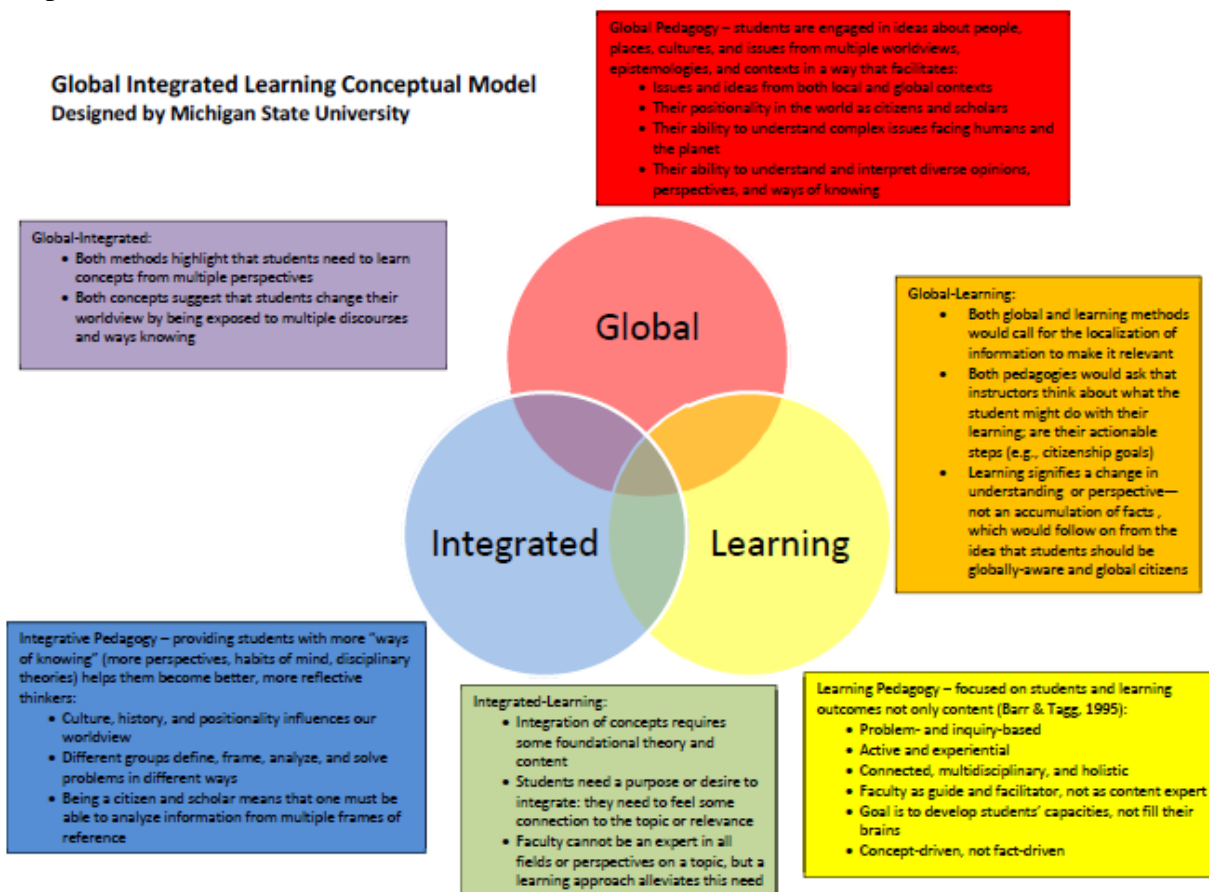 Global Integrated Learning Conceptual Model
Designed by Michigan State University
Global Pedagogy – students are engaged in ideas about people,
places, cultures, and issues from multiple worldviews,
epistemologies, and contexts in a way that facilitates:
• Issues and ideas from both local and global contexts
• Their positionality in the world as citizens and scholars
• Their ability to understand complex issues facing humans and
the planet
• Their ability to understand and interpret diverse opinions,
perspectives, and ways of knowing
Global-Integrated:
• Both methods highlight that students need to learn
concepts from multiple perspectives
• Both concepts suggest that students change their
worldview by being exposed to multiple discourses
and ways knowing
Global
Integrated
Learning
Global-Learning:
• Both global and learning methods
would call for the localization of
information to make it relevant
• Both pedagogies would ask that
instructors think about what the
student might do with their
learning; are their actionable
steps (e.g., citizenship goals)
• Learning signifies a change in
understanding or perspective—
not an accumulation of facts ,
which would follow on from the
idea that students should be
globally-aware and global citizens
Integrative Pedagogy – providing students with more “ways
of knowing” (more perspectives, habits of mind, disciplinary
theories) helps them become better, more reflective
thinkers:
• Culture, history, and positionality influences our
worldview
• Different groups define, frame, analyze, and solve
problems in different ways
• Being a citizen and scholar means that one must be
able to analyze information from multiple frames of
reference
Integrated-Learning:
• Integration of concepts requires
some foundational theory and
content
• Students need a purpose or desire to
integrate: they need to feel some
connection to the topic or relevance
• Faculty cannot be an expert in all
fields or perspectives on a topic, but a
learning approach alleviates this need
Learning Pedagogy – focused on students and learning
outcomes not only content (Barr & Tagg, 1995):
• Problem- and inquiry-based
• Active and experiential
• Connected, multidisciplinary, and holistic
• Faculty as guide and facilitator, not as content expert
• Goal is to develop students’ capacities, not fill their
brains
• Concept-driven, not fact-driven